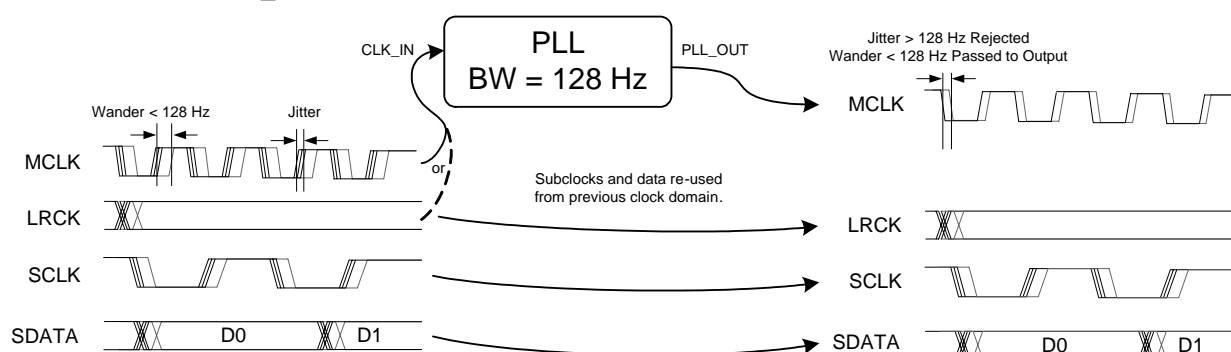 PLL
BW = 128 Hz
CLK_IN
PLL_OUT
Jitter > 128 Hz Rejected
Wander < 128 Hz Passed to Output
Wander < 128 Hz
Jitter
MCLK
or
MCLK
Subclocks and data re-used
from previous clock domain.
LRCK
LRCK
SCLK
SCLK
SDATA
D0
D1
SDATA
D0
D1